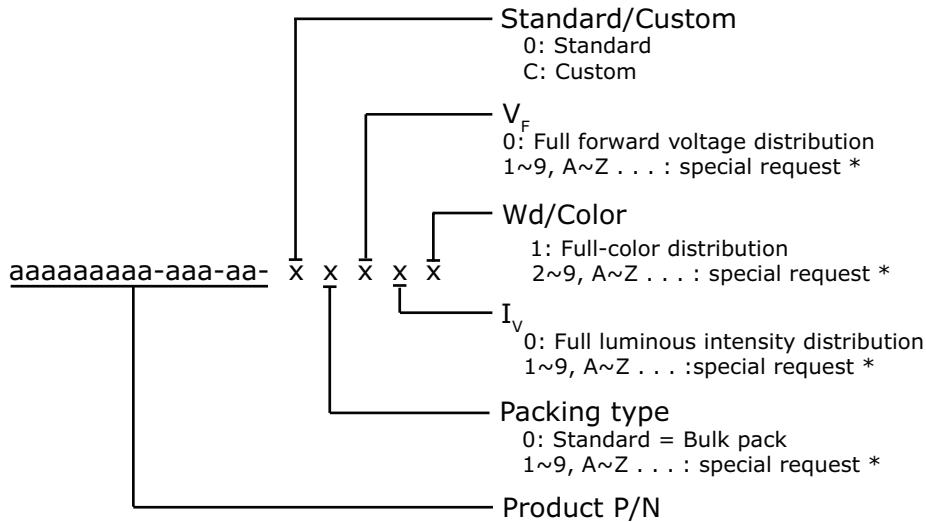 Standard/Custom
0: Standard
C: Custom
VF
0: Full forward voltage distribution
1~9, A~Z . . . : special request *
Wd/Color
1: Full-color distribution
2~9, A~Z . . . : special request *
aaaaaaaaa-aaa-aa- x x x x x
IV
0: Full luminous intensity distribution
1~9, A~Z . . . :special request *
Packing type
0: Standard = Bulk pack
1~9, A~Z . . . : special request *
Product P/N